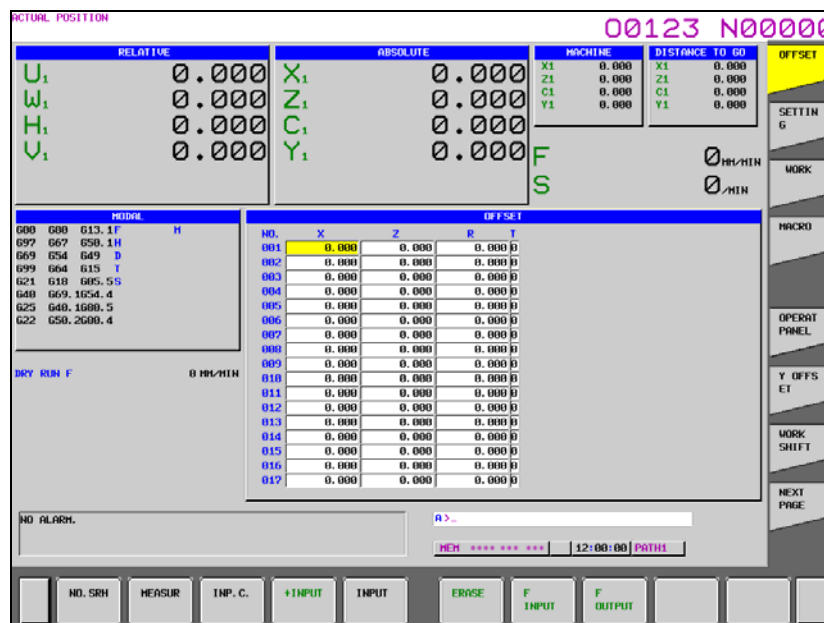 ACTUAL POSITION
O0123 N00000
RELATIVE
U1 0.000
W1 0.000
H1 0.000
V1 0.000
ABSOLUTE
X1 0.000
Z1 0.000
C1 0.000
Y1 0.000
MACHINE
X1 0.000
Z1 0.000
C1 0.000
Y1 0.000
DISTANCE TO GO
X1 0.000
Z1 0.000
C1 0.000
Y1 0.000
F 0 MM/MIN
S 0 /MIN
MODAL
G00 G80 G13.1 F M
G97 G67 G50.1 H
G69 G54 G49 D
G99 G64 G15 T
G21 G18 G05.5 S
G40 G69.1 G54.4
G25 G40.1 G80.5
G22 G50.2 G00.4
DRY RUN F 0 MM/MIN
OFFSET
NO. X Z R T
001 0.000 0.000 0.000 0
002 0.000 0.000 0.000 0
003 0.000 0.000 0.000 0
004 0.000 0.000 0.000 0
005 0.000 0.000 0.000 0
006 0.000 0.000 0.000 0
007 0.000 0.000 0.000 0
008 0.000 0.000 0.000 0
009 0.000 0.000 0.000 0
010 0.000 0.000 0.000 0
011 0.000 0.000 0.000 0
012 0.000 0.000 0.000 0
013 0.000 0.000 0.000 0
014 0.000 0.000 0.000 0
015 0.000 0.000 0.000 0
016 0.000 0.000 0.000 0
017 0.000 0.000 0.000 0
OFFSET
SETTIN
G
WORK
MACRO
OPERAT
PANEL
Y OFFS
ET
WORK
SHIFT
NEXT
PAGE
NO ALARM.
A>_
MEM **** *** *** 12:00:00 PATH1
NO.SRH
MEASUR
INP.C.
+INPUT
INPUT
ERASE
F
INPUT
F
OUTPUT